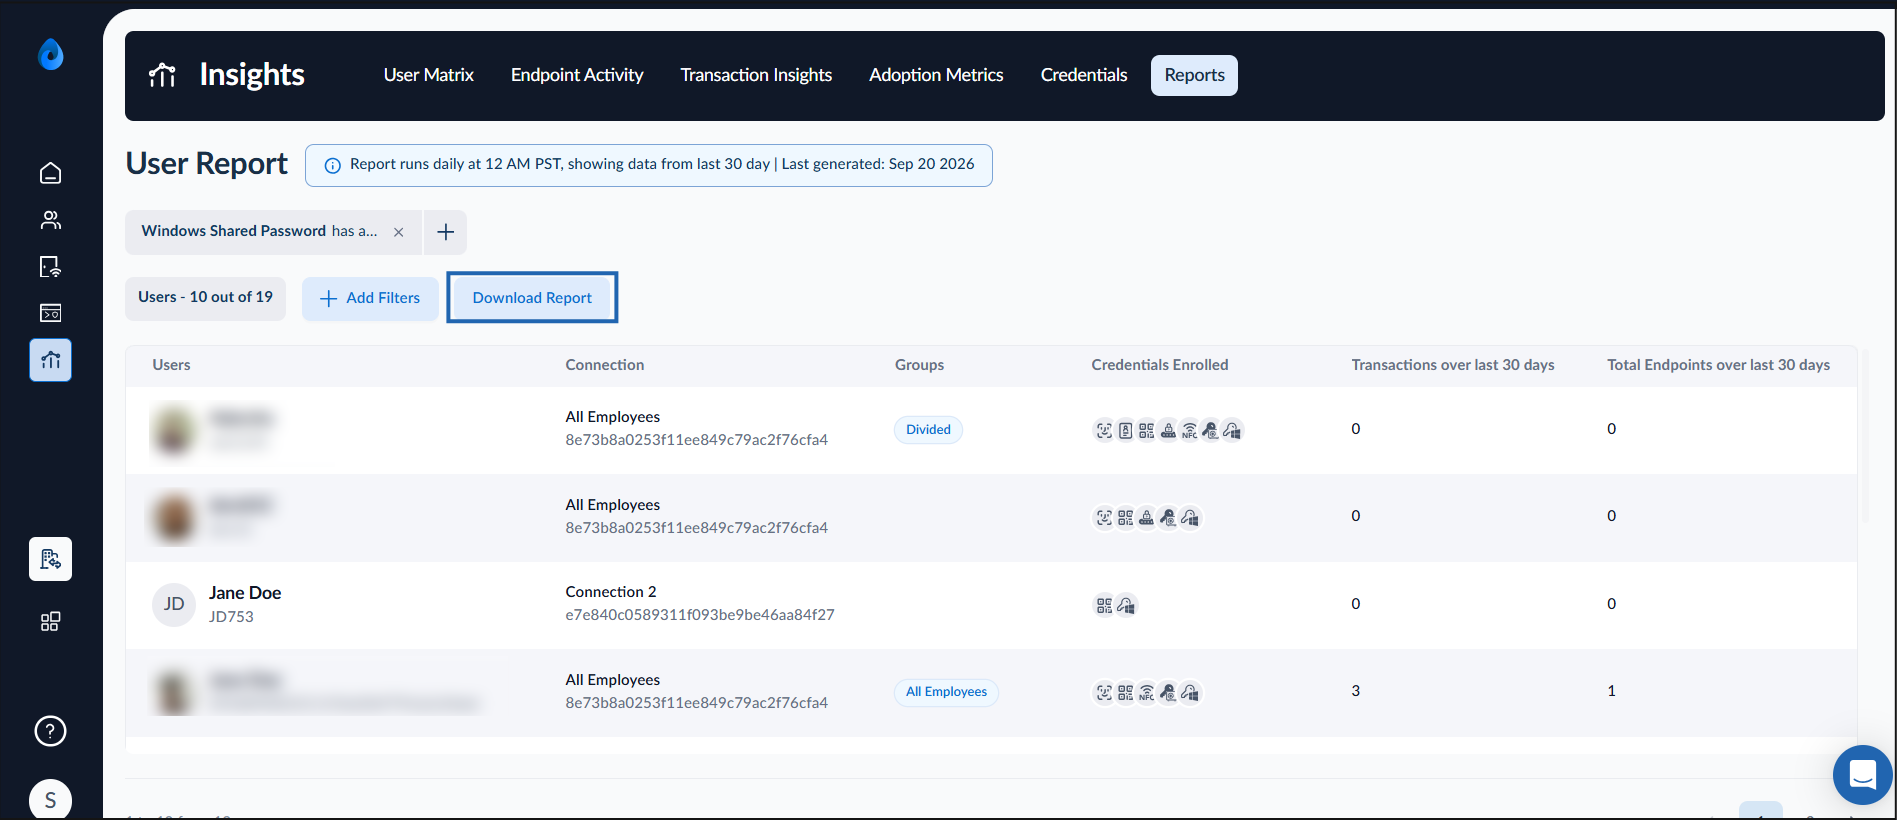 Insights
User Matrix
Endpoint Activity
Transaction Insights
Adoption Metrics
Credentials
Reports
User Report
Report runs daily at 12 AM PST, showing data from last 30 day | Last generated: Sep 20 2026
Windows Shared Password has a...
Users - 10 out of 19
Add Filters
Download Report
Users
Connection
Groups
Credentials Enrolled
Transactions over last 30 days
Total Endpoints over last 30 days
All Employees
8e73b8a0253f11ee849c79ac2f76cfa4
Divided
NFC
0
0
All Employees
8e73b8a0253f11ee849c79ac2f76cfa4
0
0
JD
Jane Doe
JD753
Connection 2
e7e840c0589311f093be9be46aa84f27
0
0
All Employees
8e73b8a0253f11ee849c79ac2f76cfa4
All Employees
NFC
3
1
?
S